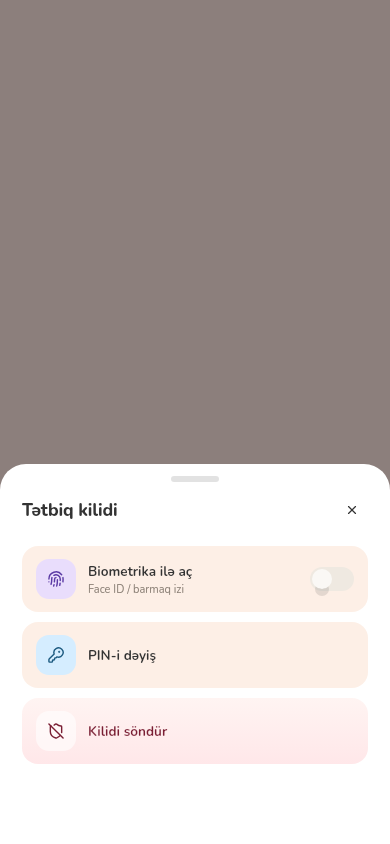 Tətbiq kilidi
Biometrika ilə aç
Face ID / barmaq izi
PIN-i dəyiş
Kilidi söndür